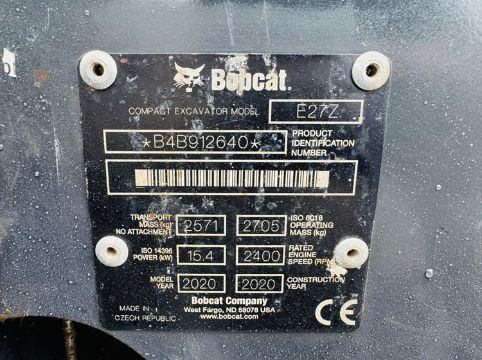 Bobcat.
COMPACT EXCAVATOR MODEL E27Z
*B4B912640* PRODUCT IDENTIFICATION NUMBER
TRANSPORT MASS (kg) NO ATTACHMENT 2571 2705 ISO 6016 OPERATING MASS (kg)
ISO 14396 POWER (kW) 15.4 2400 RATED ENGINE SPEED (RPM)
MODEL YEAR 2020 2020 CONSTRUCTION YEAR
Bobcat Company
West Fargo, ND 58078 USA
www.bobcat.com
MADE IN CZECH REPUBLIC
CE